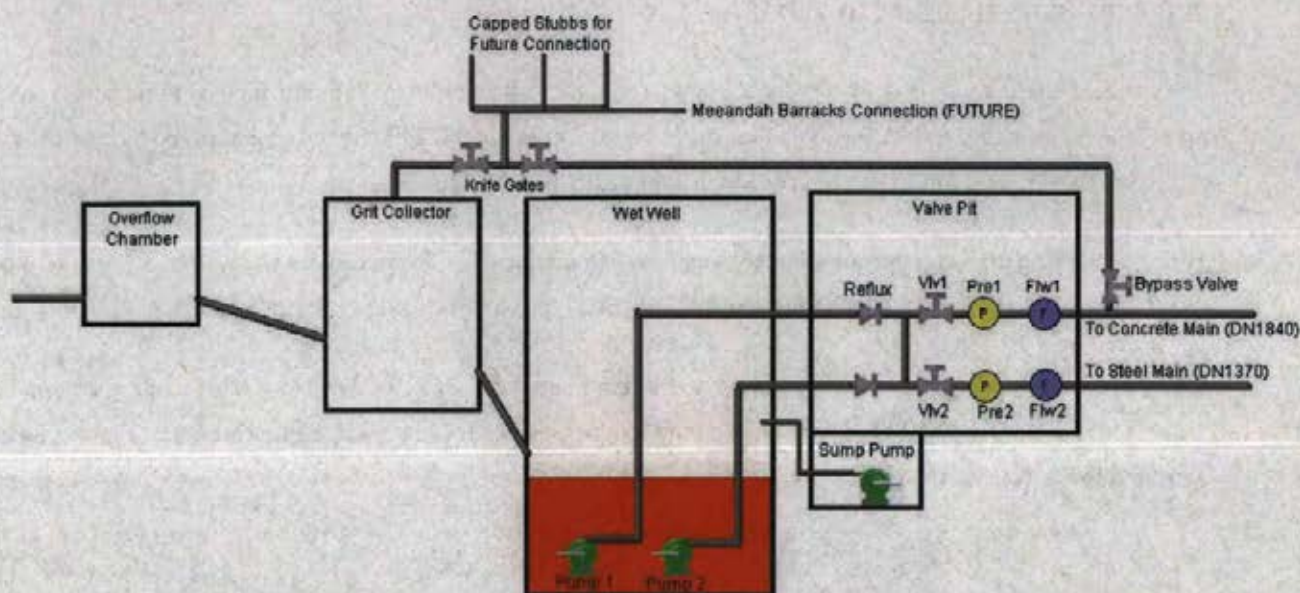 Capped Stubbs for
Future Connection
Meeandah Barracks Connection (FUTURE)
Knife Gates
Overflow
Chamber
Grit Collector
Wet Well
Valve Pit
Reflux
Vlv1
Pre1
Flw1
Bypass Valve
P
F
To Concrete Main (DN1840)
To Steel Main (DN1370)
P
F
Vlv2
Pre2
Flw2
Sump Pump
Pump 1
Pump 2